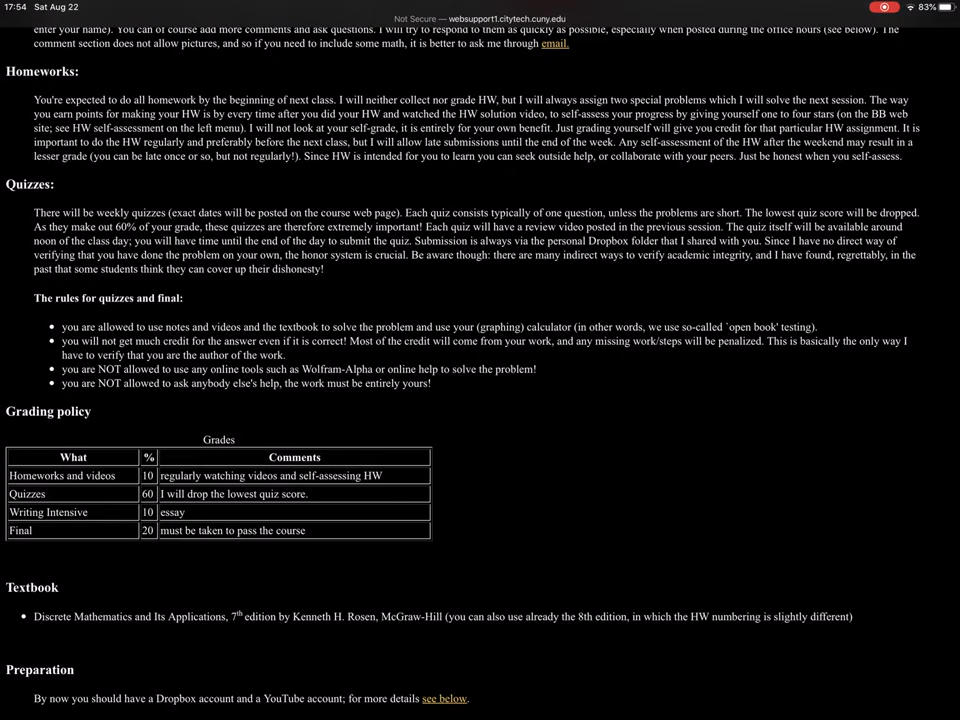 17:54 Sat Aug 22
83%
Not Secure — websupport1.citytech.cuny.edu
enter your name). You can of course add more comments and ask questions. I will try to respond to them as quickly as possible, especially when posted during the office hours (see below). The
comment section does not allow pictures, and so if you need to include some math, it is better to ask me through email.
Homeworks:
You're expected to do all homework by the beginning of next class. I will neither collect nor grade HW, but I will always assign two special problems which I will solve the next session. The way
you earn points for making your HW is by every time after you did your HW and watched the HW solution video, to self-assess your progress by giving yourself one to four stars (on the BB web
site; see HW self-assessment on the left menu). I will not look at your self-grade, it is entirely for your own benefit. Just grading yourself will give you credit for that particular HW assignment. It is
important to do the HW regularly and preferably before the next class, but I will allow late submissions until the end of the week. Any self-assessment of the HW after the weekend may result in a
lesser grade (you can be late once or so, but not regularly!). Since HW is intended for you to learn you can seek outside help, or collaborate with your peers. Just be honest when you self-assess.
Quizzes:
There will be weekly quizzes (exact dates will be posted on the course web page). Each quiz consists typically of one question, unless the problems are short. The lowest quiz score will be dropped.
As they make out 60% of your grade, these quizzes are therefore extremely important! Each quiz will have a review video posted in the previous session. The quiz itself will be available around
noon of the class day; you will have time until the end of the day to submit the quiz. Submission is always via the personal Dropbox folder that I shared with you. Since I have no direct way of
verifying that you have done the problem on your own, the honor system is crucial. Be aware though: there are many indirect ways to verify academic integrity, and I have found, regrettably, in the
past that some students think they can cover up their dishonesty!
The rules for quizzes and final:
• you are allowed to use notes and videos and the textbook to solve the problem and use your (graphing) calculator (in other words, we use so-called `open book' testing).
• you will not get much credit for the answer even if it is correct! Most of the credit will come from your work, and any missing work/steps will be penalized. This is basically the only way I
have to verify that you are the author of the work.
• you are NOT allowed to use any online tools such as Wolfram-Alpha or online help to solve the problem!
• you are NOT allowed to ask anybody else's help, the work must be entirely yours!
Grading policy
Grades
What % Comments
Homeworks and videos 10 regularly watching videos and self-assessing HW
Quizzes 60 I will drop the lowest quiz score.
Writing Intensive 10 essay
Final 20 must be taken to pass the course
Textbook
• Discrete Mathematics and Its Applications, 7th edition by Kenneth H. Rosen, McGraw-Hill (you can also use already the 8th edition, in which the HW numbering is slightly different)
Preparation
By now you should have a Dropbox account and a YouTube account; for more details see below.